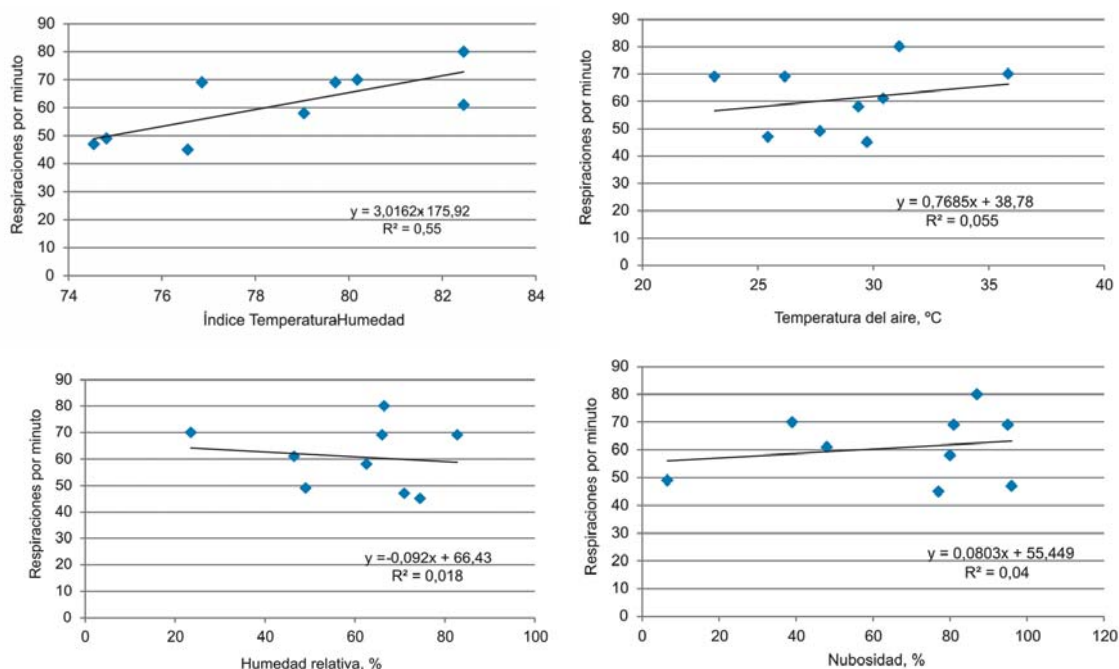 90
80
70
60
50
40
30
20
10
0
Respiraciones por minuto
y = 3,0162x 175,92
R² = 0,55
74 76 78 80 82 84
Índice TemperaturaHumedad
90
80
70
60
50
40
30
20
10
0
Respiraciones por minuto
y = 0,7685x + 38,78
R² = 0,055
20 25 30 35 40
Temperatura del aire, ºC
90
80
70
60
50
40
30
20
10
0
Respiraciones por minuto
y =-0,092x + 66,43
R² = 0,018
0 20 40 60 80 100
Humedad relativa, %
90
80
70
60
50
40
30
20
10
0
Respiraciones por minuto
y = 0,0803x + 55,449
R² = 0,04
0 20 40 60 80 100 120
Nubosidad, %